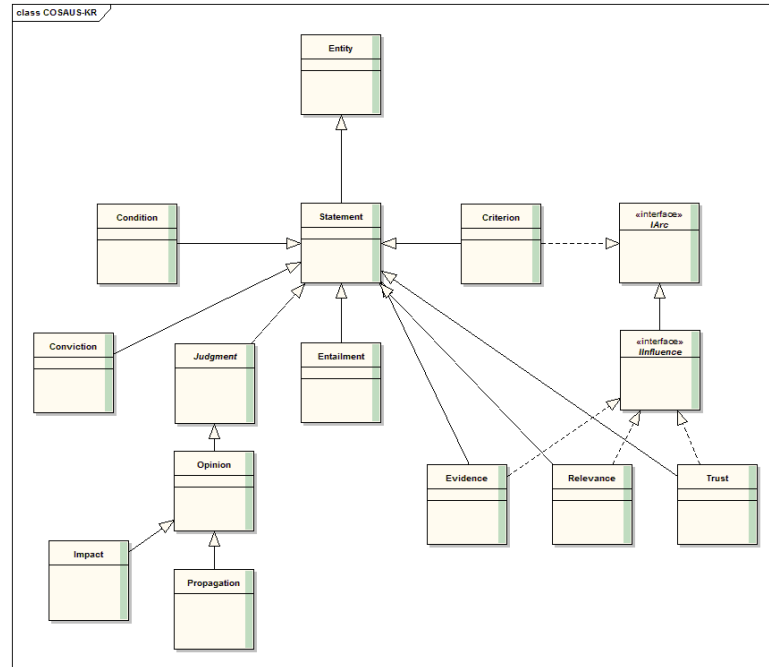 class COSAUS-KR
Entity
Condition
Statement
Criterion
«interface»
IArc
Conviction
Judgment
Entailment
«interface»
IInfluence
Opinion
Evidence
Relevance
Trust
Impact
Propagation